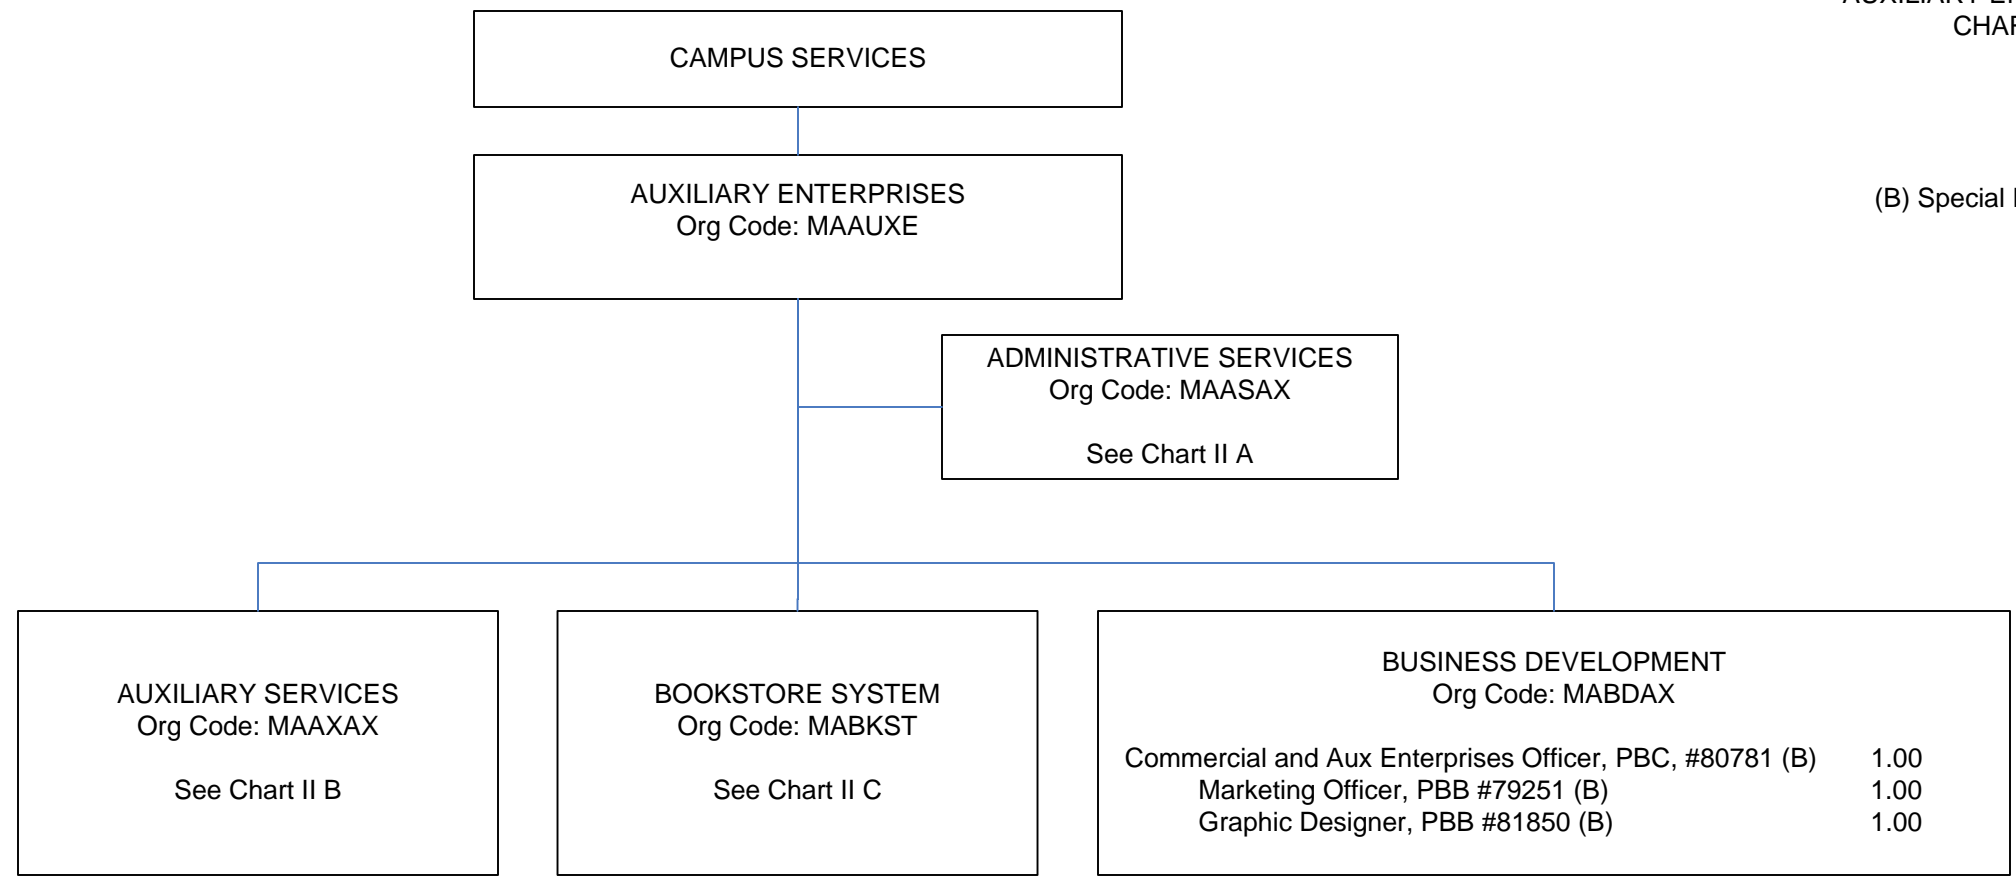 CAMPUS SERVICES
AUXILIARY ENTERPRISES
Org Code: MAAUXE
(B) Special
ADMINISTRATIVE SERVICES
Org Code: MAASAX
See Chart II A
AUXILIARY SERVICES
Org Code: MAAXAX
See Chart II B
BOOKSTORE SYSTEM
Org Code: MABKST
See Chart II C
BUSINESS DEVELOPMENT
Org Code: MABDAX
Commercial and Aux Enterprises Officer, PBC, #80781 (B) 1.00
Marketing Officer, PBB #79251 (B) 1.00
Graphic Designer, PBB #81850 (B) 1.00